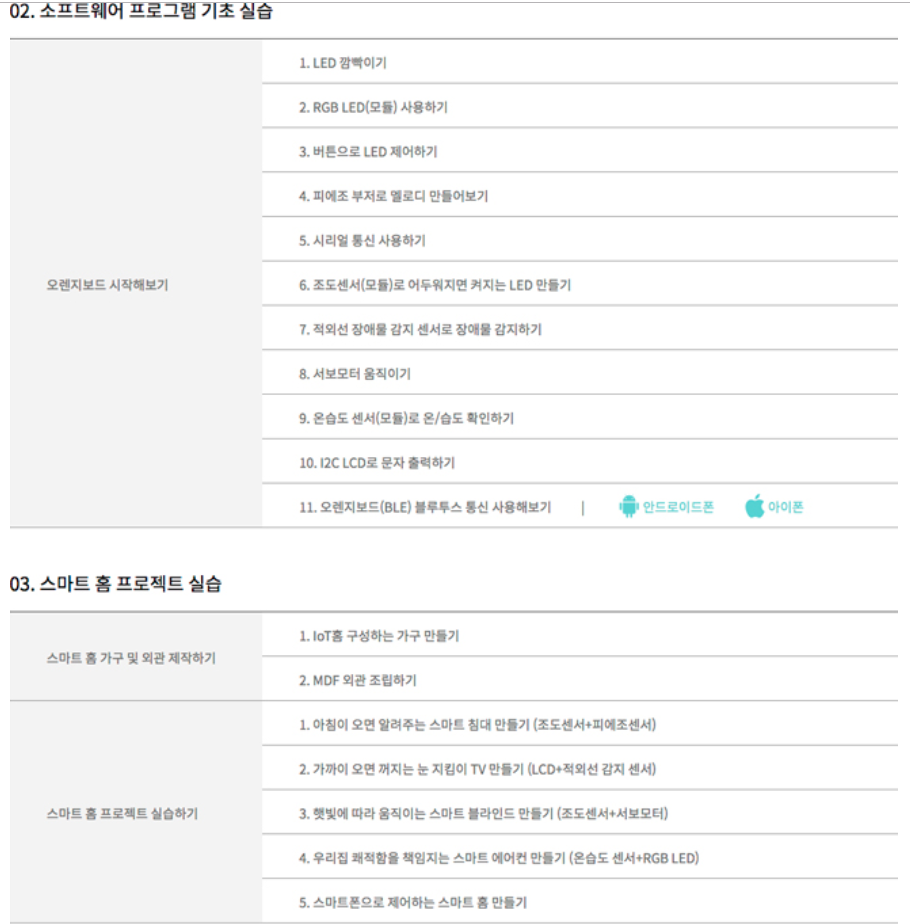 02. 소프트웨어 프로그램 기초 실습
1. LED 깜빡이기
2. RGB LED(모듈) 사용하기
3. 버튼으로 LED 제어하기
4. 피에조 부저로 멜로디 만들어보기
5. 시리얼 통신 사용하기
오렌지보드 시작해보기
6. 조도센서(모듈)로 어두워지면 켜지는 LED 만들기
7. 적외선 장애물 감지 센서로 장애물 감지하기
8. 서보모터 움직이기
9. 온습도 센서(모듈)로 온/습도 확인하기
10. I2C LCD로 문자 출력하기
11. 오렌지보드(BLE) 블루투스 통신 사용해보기 | 안드로이드폰 아이폰
03. 스마트 홈 프로젝트 실습
스마트 홈 가구 및 외관 제작하기
1. IoT홈 구성하는 가구 만들기
2. MDF 외관 조립하기
1. 아침이 오면 알려주는 스마트 침대 만들기 (조도센서+피에조센서)
2. 가까이 오면 꺼지는 눈 지킴이 TV 만들기 (LCD+적외선 감지 센서)
스마트 홈 프로젝트 실습하기
3. 햇빛에 따라 움직이는 스마트 블라인드 만들기 (조도센서+서보모터)
4. 우리집 쾌적함을 책임지는 스마트 에어컨 만들기 (온습도 센서+RGB LED)
5. 스마트폰으로 제어하는 스마트 홈 만들기